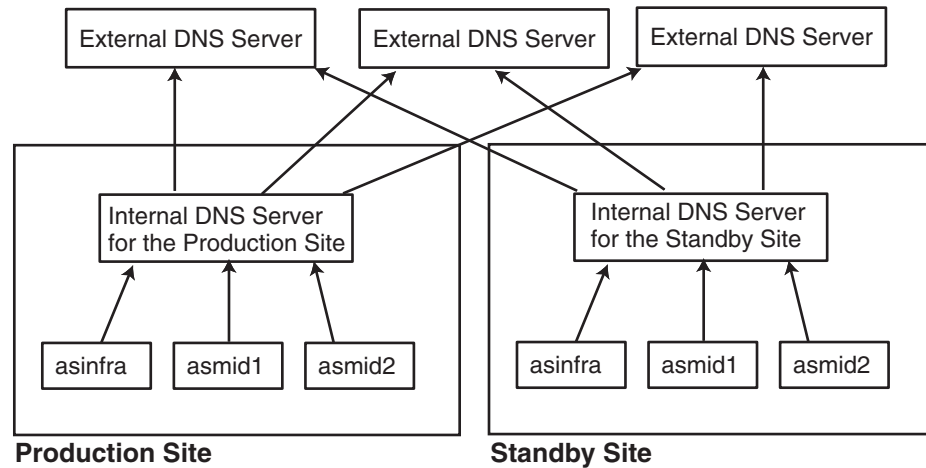 External DNS Server
External DNS Server
External DNS Server
Internal DNS Server
for the Production Site
Internal DNS Server
for the Standby Site
asinfra
asmid1
asmid2
asinfra
asmid1
asmid2
Production Site
Standby Site